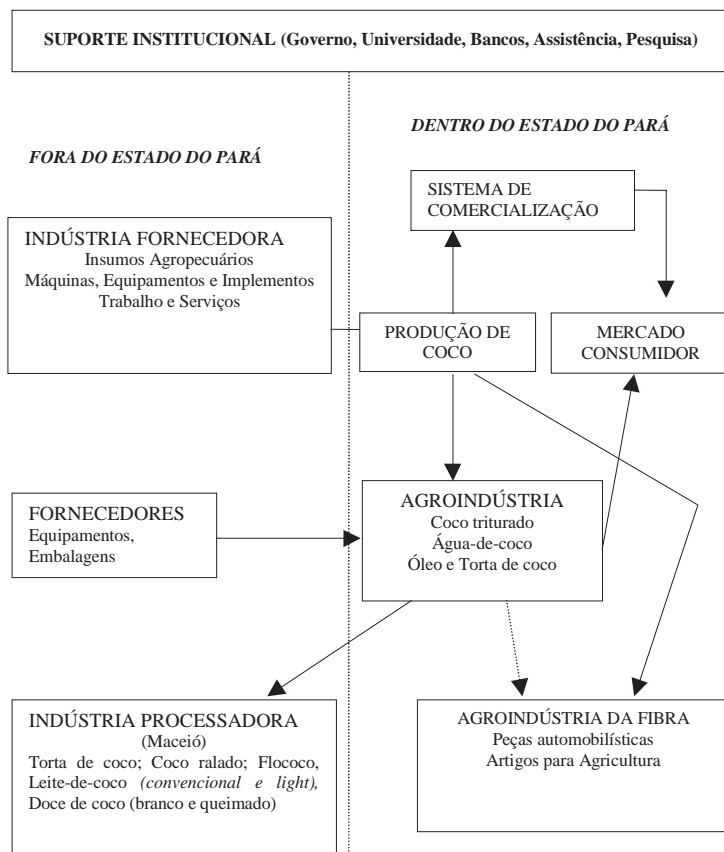 SUPORTE INSTITUCIONAL (Governo, Universidade, Bancos, Assistência, Pesquisa)
DENTRO DO ESTADO DO PARÁ
FORA DO ESTADO DO PARÁ
SISTEMA DE
COMERCIALIZAÇÃO
INDÚSTRIA FORNECEDORA
Insumos Agropecuários
Máquinas, Equipamentos e Implementos
Trabalho e Serviços
PRODUÇÃO DE
COCO
MERCADO
CONSUMIDOR
FORNECEDORES
Equipamentos,
Embalagens
AGROINDÚSTRIA
Coco triturado
Água-de-coco
Óleo e Torta de coco
INDÚSTRIA PROCESSADORA
(Maceió)
Torta de coco; Coco ralado; Flococo,
Leite-de-coco (convencional e light),
Doce de coco (branco e queimado)
AGROINDÚSTRIA DA FIBRA
Peças automobilísticas
Artigos para Agricultura